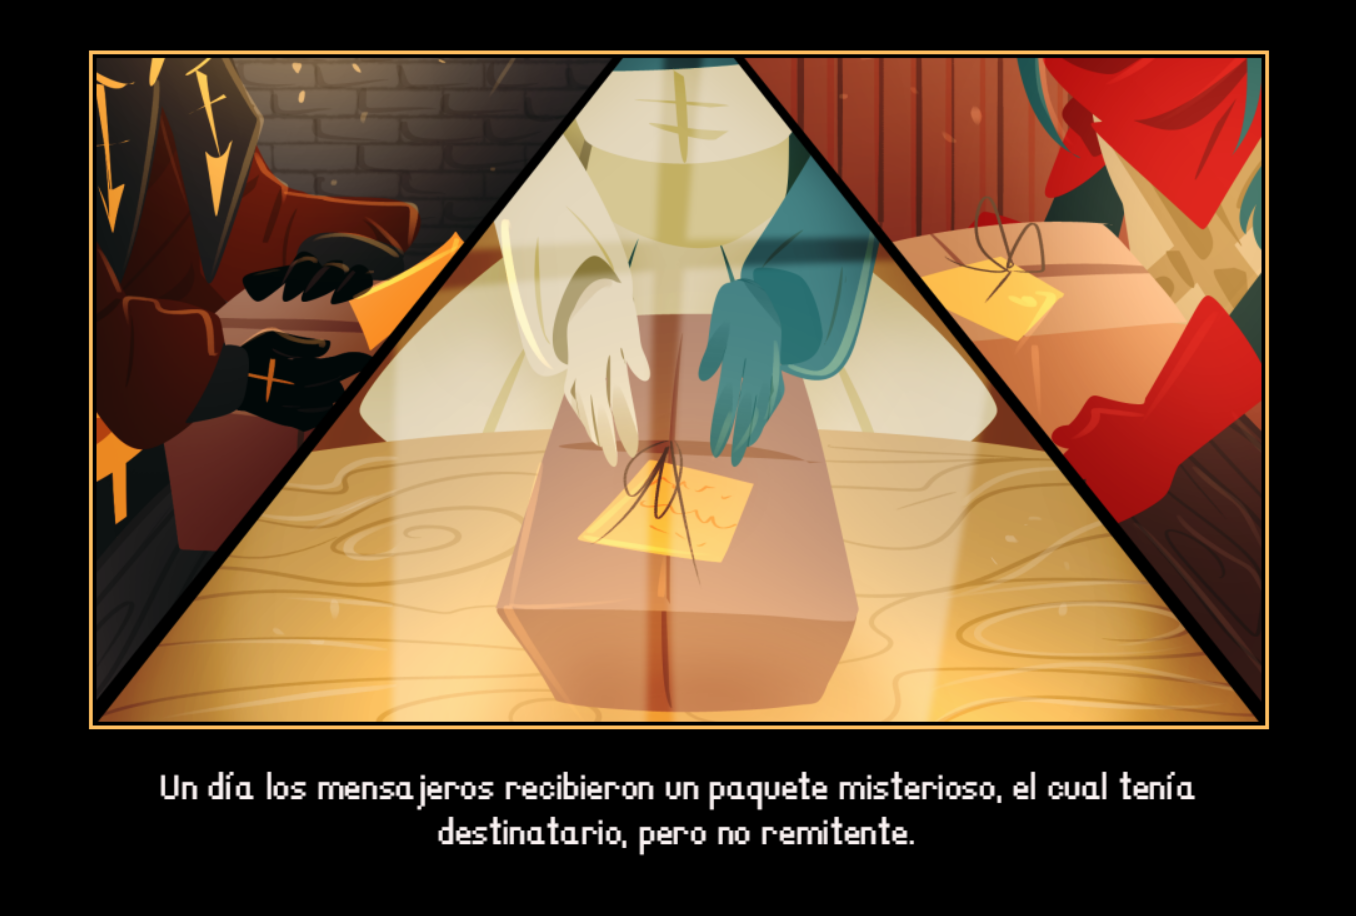 Un día los mensajeros recibieron un paquete misterioso, el cual tenía
destinatario, pero no remitente.